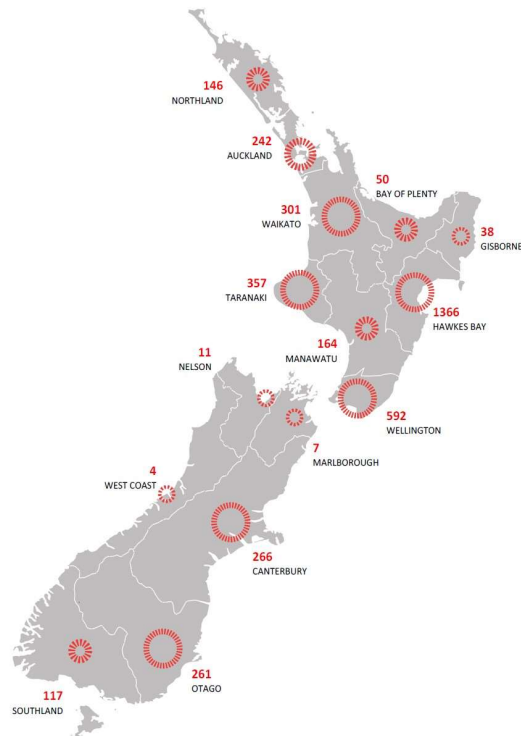 146
NORTHLAND
242
AUCKLAND
50
BAY OF PLENTY
301
WAIKATO
38
GISBORNE
357
TARANAKI
1366
HAWKES BAY
164
MANAWATU
11
NELSON
592
WELLINGTON
7
MARLBOROUGH
4
WEST COAST
266
CANTERBURY
261
OTAGO
117
SOUTHLAND